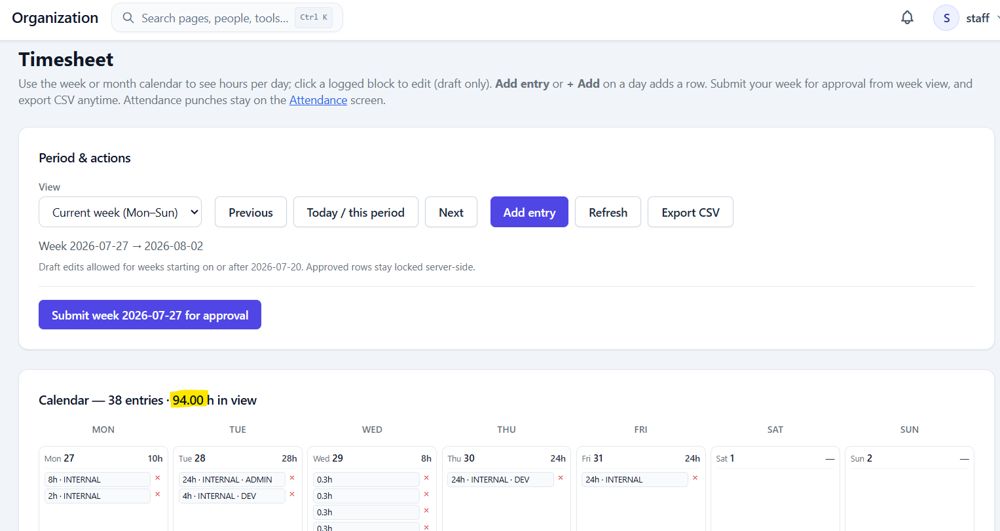 Organization
Search pages, people, tools... Ctrl K
S staff
Timesheet
Use the week or month calendar to see hours per day; click a logged block to edit (draft only). Add entry or + Add on a day adds a row. Submit your week for approval from week view, and
export CSV anytime. Attendance punches stay on the Attendance screen.
Period & actions
View
Current week (Mon–Sun) Previous Today / this period Next Add entry Refresh Export CSV
Week 2026-07-27 → 2026-08-02
Draft edits allowed for weeks starting on or after 2026-07-20. Approved rows stay locked server-side.
Submit week 2026-07-27 for approval
Calendar — 38 entries · 94.00 h in view
MON TUE WED THU FRI SAT SUN
Mon 27 10h Tue 28 28h Wed 29 8h Thu 30 24h Fri 31 24h Sat 1 — Sun 2 —
8h · INTERNAL × 24h · INTERNAL · ADMIN × 0.3h × 24h · INTERNAL · DEV × 24h · INTERNAL ×
2h · INTERNAL × 4h · INTERNAL · DEV × 0.3h ×
0.3h ×
0.3h ×